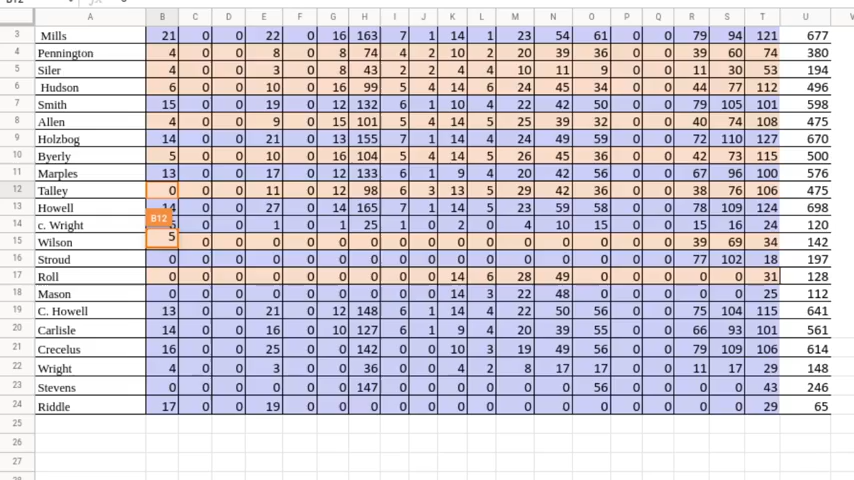 A B C D E F G H I J K L M N O P Q R S T U
3 Mills 21 0 0 22 0 16 163 7 1 14 1 23 54 61 0 0 79 94 121 677
4 Pennington 4 0 0 8 0 8 74 4 2 10 2 20 39 36 0 0 39 60 74 380
5 Siler 4 0 0 3 0 8 43 2 2 4 4 10 11 9 0 0 11 30 53 194
6 Hudson 6 0 0 10 0 16 99 5 4 14 6 24 45 34 0 0 44 77 112 496
7 Smith 15 0 0 19 0 12 132 6 1 10 4 22 42 50 0 0 79 105 101 598
8 Allen 4 0 0 9 0 15 101 5 4 14 5 25 39 32 0 0 40 74 108 475
9 Holzbog 14 0 0 21 0 13 155 7 1 14 4 24 49 59 0 0 72 110 127 670
10 Byerly 5 0 0 10 0 16 104 5 4 14 5 26 45 36 0 0 42 73 115 500
11 Marples 13 0 0 17 0 12 133 6 1 9 4 20 42 56 0 0 67 96 100 576
12 Talley 0 0 0 11 0 12 98 6 3 13 5 29 42 36 0 0 38 76 106 475
13 Howell 14 0 0 27 0 14 165 7 1 14 5 23 59 58 0 0 78 109 124 698
B12
14 c. Wright 0 0 1 0 1 25 1 0 2 0 4 10 15 0 0 15 16 24 120
5
15 Wilson 0 0 0 0 0 0 0 0 0 0 0 0 0 0 0 39 69 34 142
16 Stroud 0 0 0 0 0 0 0 0 0 0 0 0 0 0 0 0 77 102 18 197
17 Roll 0 0 0 0 0 0 0 0 0 14 6 28 49 0 0 0 0 0 31 128
18 Mason 0 0 0 0 0 0 0 0 0 14 3 22 48 0 0 0 0 0 25 112
19 C. Howell 13 0 0 21 0 12 148 6 1 14 4 22 50 56 0 0 75 104 115 641
20 Carlisle 14 0 0 16 0 10 127 6 1 9 4 20 39 55 0 0 66 93 101 561
21 Crecelus 16 0 0 25 0 0 142 0 0 10 3 19 49 56 0 0 79 109 106 614
22 Wright 4 0 0 3 0 0 36 0 0 4 2 8 17 17 0 0 11 17 29 148
23 Stevens 0 0 0 0 0 0 147 0 0 0 0 0 0 56 0 0 0 0 43 246
24 Riddle 17 0 0 19 0 0 0 0 0 0 0 0 0 0 0 0 0 0 29 65
25
26
27